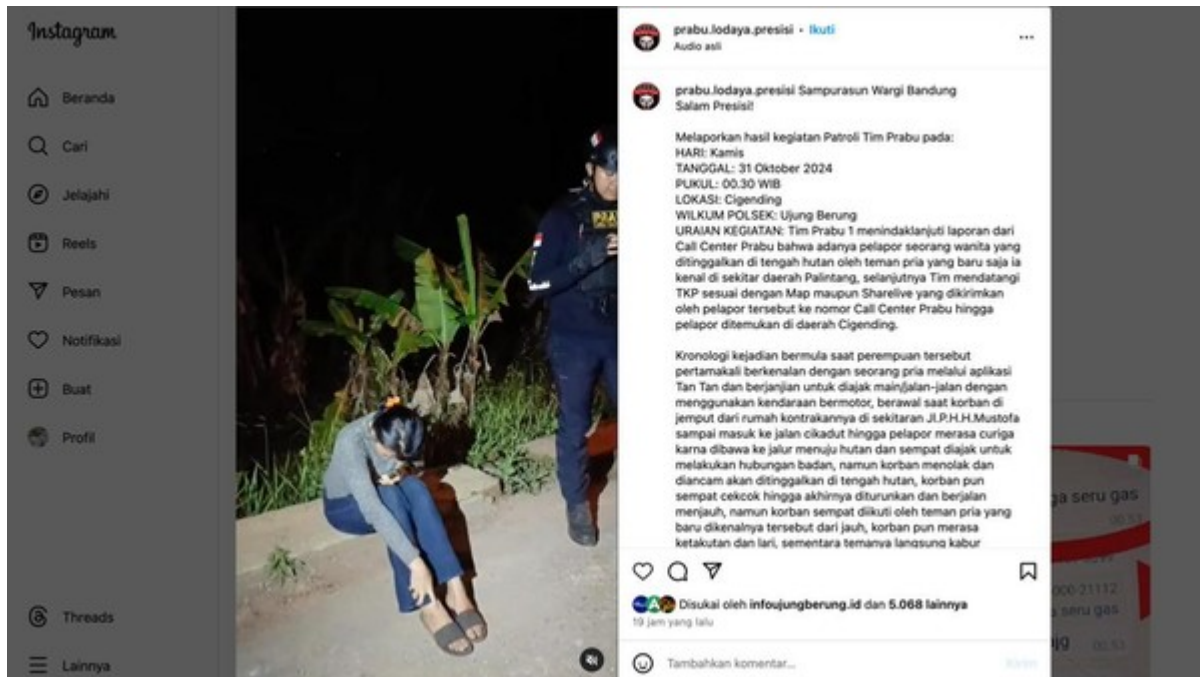 Instagram
Beranda
Cari
Jelajahi
Reels
Pesan
Notifikasi
Buat
Profil
Threads
Lainnya
prabu.lodaya.presisi • Ikuti
Audio asli
prabu.lodaya.presisi Sampurasun Wargi Bandung
Salam Presisi!
Melaporkan hasil kegiatan Patroli Tim Prabu pada:
HARI: Kamis
TANGGAL: 31 Oktober 2024
PUKUL: 00.30 WIB
LOKASI: Cigending
WILKUM POLSEK: Ujung Berung
URAIAN KEGIATAN: Tim Prabu 1 menindaklanjuti laporan dari
Call Center Prabu bahwa adanya pelapor seorang wanita yang
ditinggalkan di tengah hutan oleh teman pria yang baru saja ia
kenal di sekitar daerah Palintang, selanjutnya Tim mendatangi
TKP sesuai dengan Map maupun Sharelive yang dikirimkan
oleh pelapor tersebut ke nomor Call Center Prabu hingga
pelapor ditemukan di daerah Cigending.
Kronologi kejadian bermula saat perempuan tersebut
pertamakali berkenalan dengan seorang pria melalui aplikasi
Tan Tan dan berjanjian untuk diajak main/jalan-jalan dengan
menggunakan kendaraan bermotor, berawal saat korban di
jemput dari rumah kontrakannya di sekitaran Jl.P.H.H.Mustofa
sampai masuk ke jalan cikadut hingga pelapor merasa curiga
karna dibawa ke jalur menuju hutan dan sempat diajak untuk
melakukan hubungan badan, namun korban menolak dan
diancam akan ditinggalkan di tengah hutan, korban pun
sempat cekcok hingga akhirnya diturunkan dan berjalan
menjauh, namun korban sempat diikuti oleh teman pria yang
baru dikenalnya tersebut dari jauh, korban pun merasa
ketakutan dan lari, sementara temanya langsung kabur
Disukai oleh infoujungberung.id dan 5.068 lainnya
19 jam yang lalu
Tambahkan komentar...
Kirim
ga seru gas
00.53
000-21112
seru gas
00.53